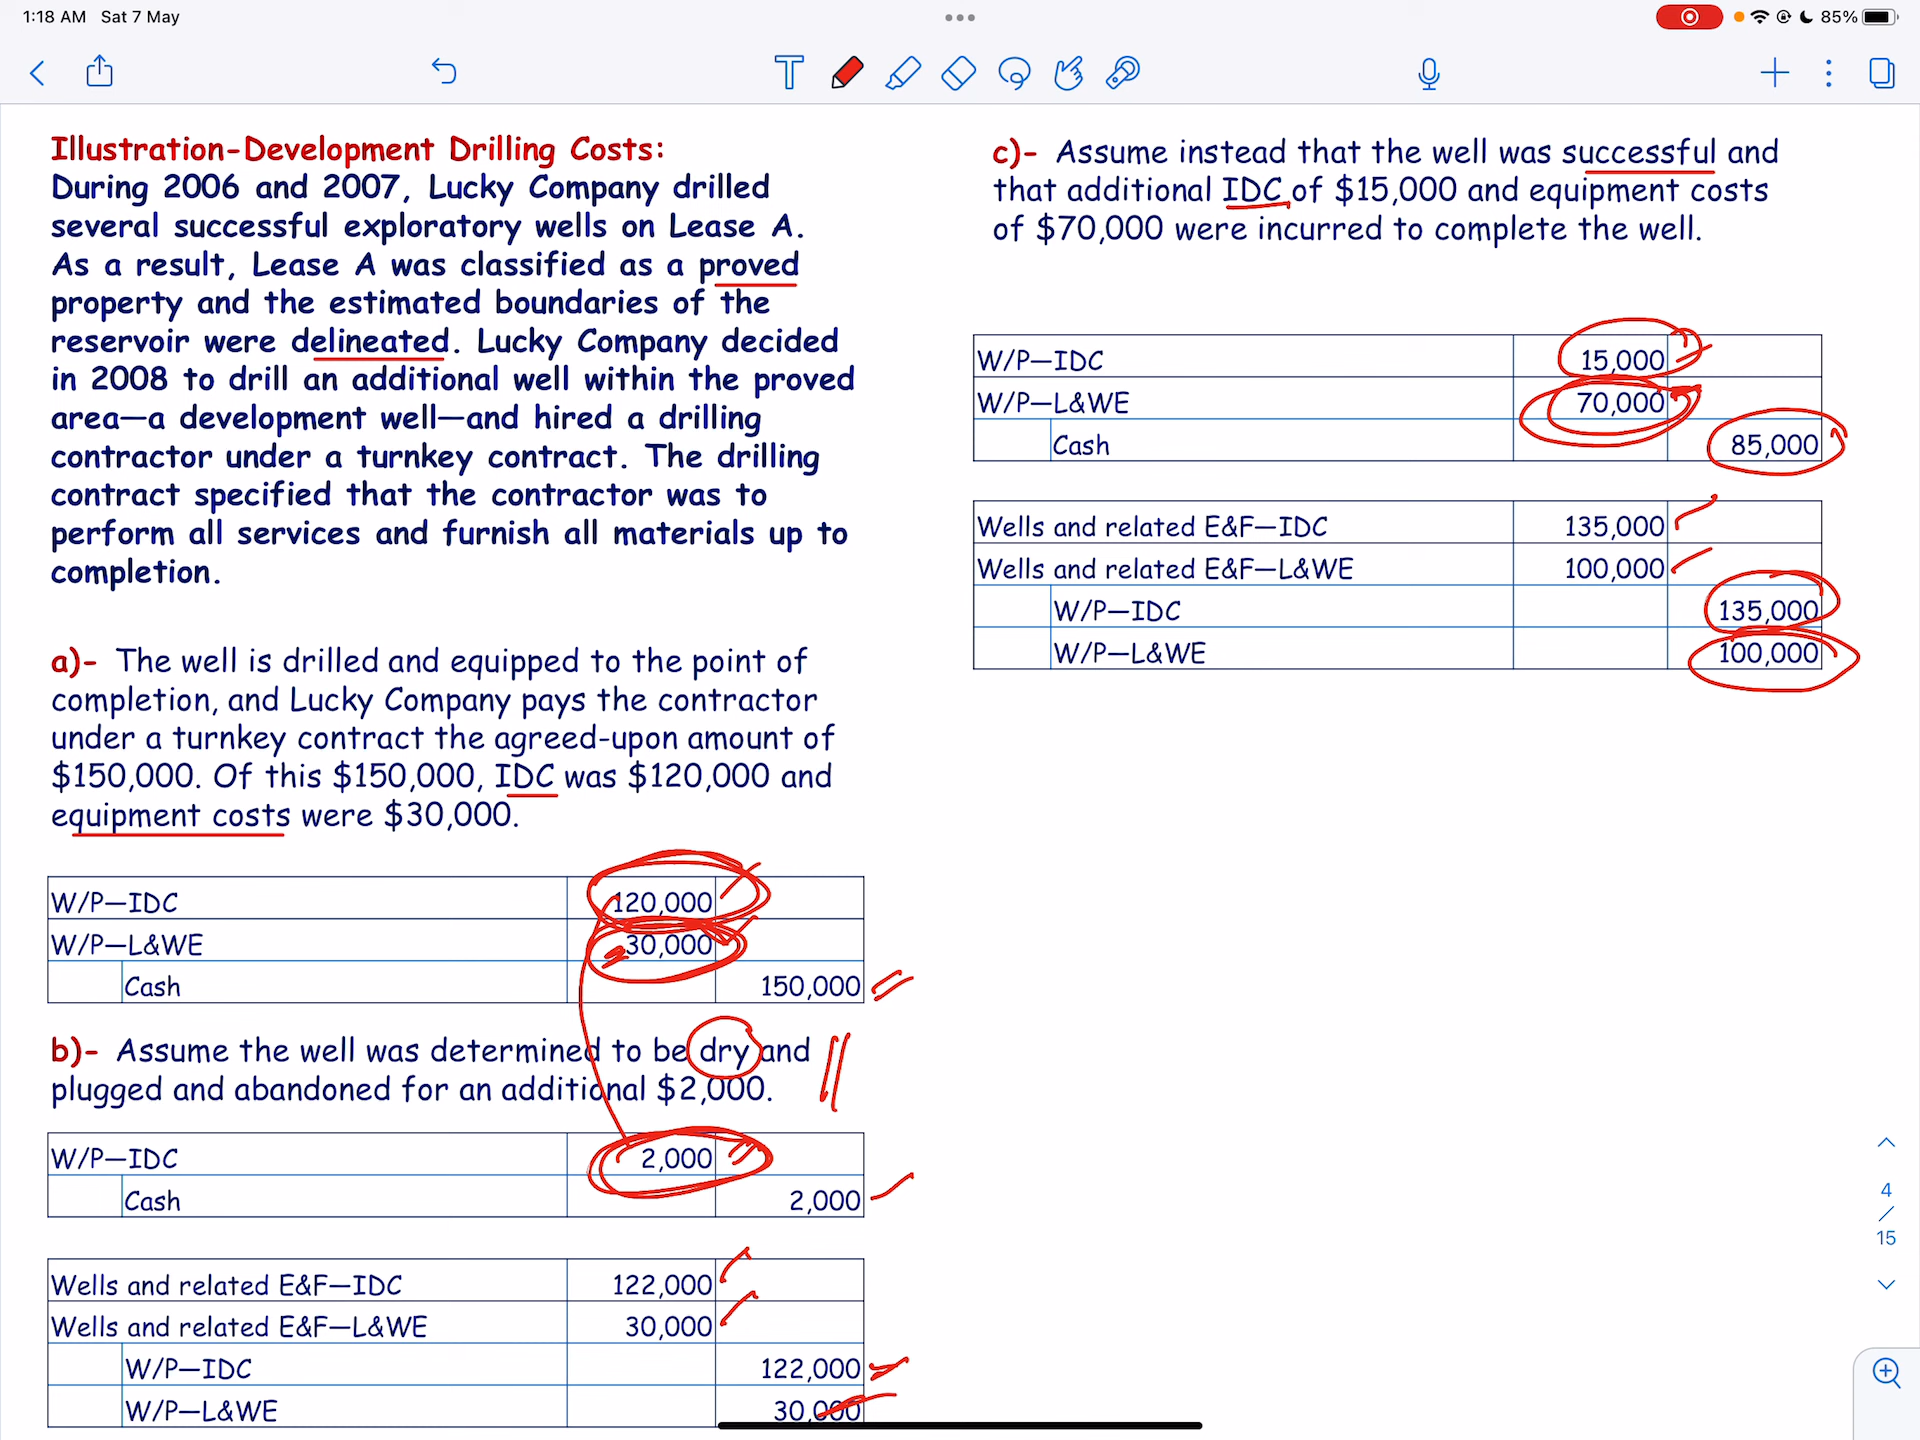 1:18 AM Sat 7 May
85%
Illustration-Development Drilling Costs:
During 2006 and 2007, Lucky Company drilled
several successful exploratory wells on Lease A.
As a result, Lease A was classified as a proved
property and the estimated boundaries of the
reservoir were delineated. Lucky Company decided
in 2008 to drill an additional well within the proved
area—a development well—and hired a drilling
contractor under a turnkey contract. The drilling
contract specified that the contractor was to
perform all services and furnish all materials up to
completion.
a)- The well is drilled and equipped to the point of
completion, and Lucky Company pays the contractor
under a turnkey contract the agreed-upon amount of
$150,000. Of this $150,000, IDC was $120,000 and
equipment costs were $30,000.
W/P—IDC 120,000
W/P—L&WE 30,000
Cash 150,000
b)- Assume the well was determined to be dry and
plugged and abandoned for an additional $2,000.
W/P—IDC 2,000
Cash 2,000
Wells and related E&F—IDC 122,000
Wells and related E&F—L&WE 30,000
W/P—IDC 122,000
W/P—L&WE 30,000
c)- Assume instead that the well was successful and
that additional IDC of $15,000 and equipment costs
of $70,000 were incurred to complete the well.
W/P—IDC 15,000
W/P—L&WE 70,000
Cash 85,000
Wells and related E&F—IDC 135,000
Wells and related E&F—L&WE 100,000
W/P—IDC 135,000
W/P—L&WE 100,000
4
/
15